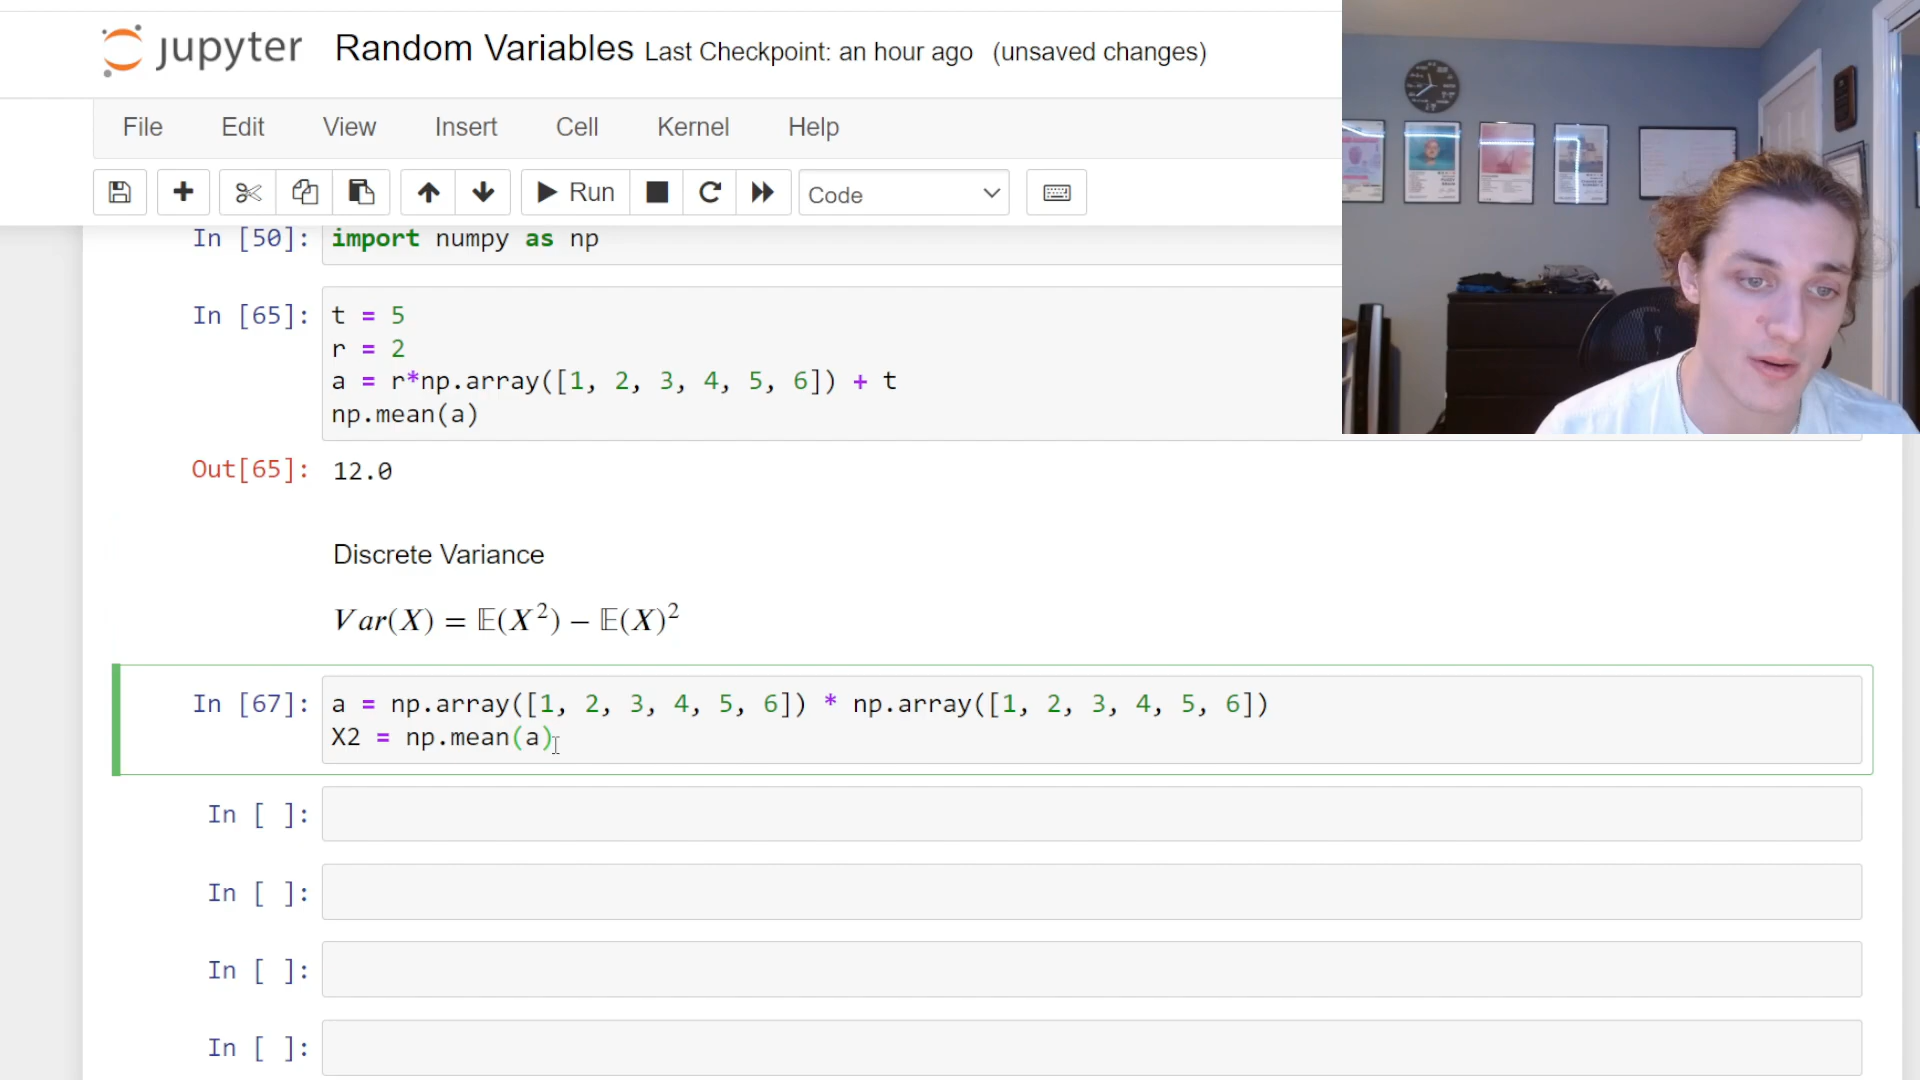 jupyter Random Variables Last Checkpoint: an hour ago (unsaved changes)
File Edit View Insert Cell Kernel Help
Run Code
In [50]: import numpy as np
In [65]: t = 5
r = 2
a = r*np.array([1, 2, 3, 4, 5, 6]) + t
np.mean(a)
Out[65]: 12.0
Discrete Variance
Var(X) = 𝔼(X²) − 𝔼(X)²
In [67]: a = np.array([1, 2, 3, 4, 5, 6]) * np.array([1, 2, 3, 4, 5, 6])
X2 = np.mean(a)
In [ ]:
In [ ]:
In [ ]:
In [ ]: